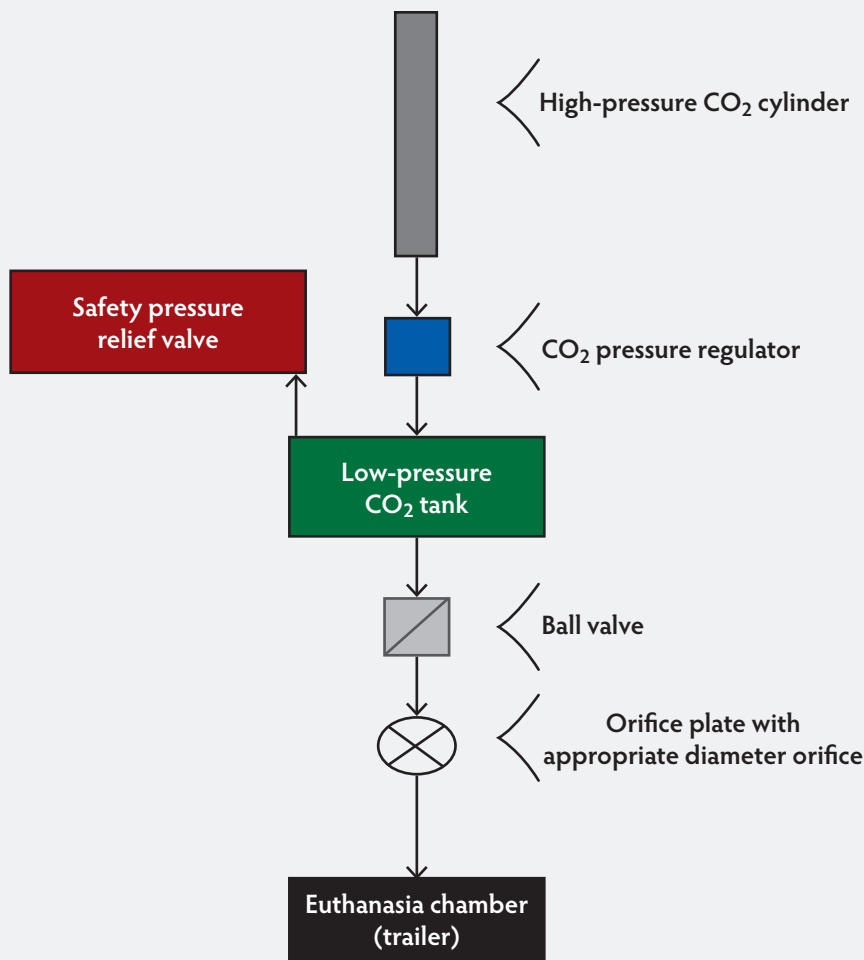 High-pressure CO₂ cylinder
Safety pressure
relief valve
CO₂ pressure regulator
Low-pressure
CO₂ tank
Ball valve
Orifice plate with
appropriate diameter orifice
Euthanasia chamber
(trailer)